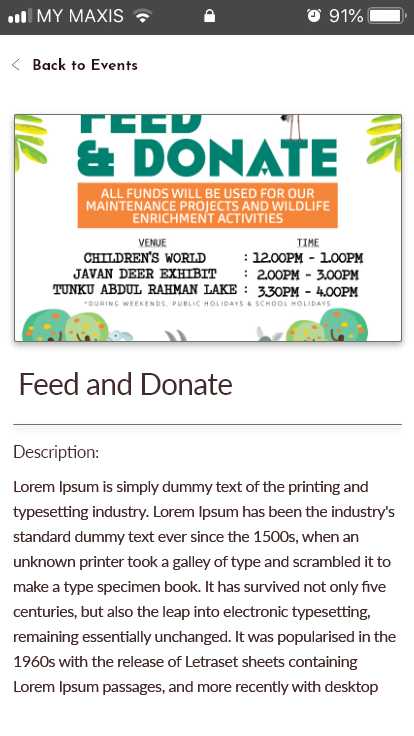 MY MAXIS 91%
Back to Events
FEED
& DONATE
ALL FUNDS WILL BE USED FOR OUR
MAINTENANCE PROJECTS AND WILDLIFE
ENRICHMENT ACTIVITIES
VENUE TIME
CHILDREN'S WORLD : 12.00PM - 1.00PM
JAVAN DEER EXHIBIT : 2.00PM - 3.00PM
TUNKU ABDUL RAHMAN LAKE : 3.30PM - 4.00PM
*DURING WEEKENDS, PUBLIC HOLIDAYS & SCHOOL HOLIDAYS
Feed and Donate
Description:
Lorem Ipsum is simply dummy text of the printing and
typesetting industry. Lorem Ipsum has been the industry's
standard dummy text ever since the 1500s, when an
unknown printer took a galley of type and scrambled it to
make a type specimen book. It has survived not only five
centuries, but also the leap into electronic typesetting,
remaining essentially unchanged. It was popularised in the
1960s with the release of Letraset sheets containing
Lorem Ipsum passages, and more recently with desktop